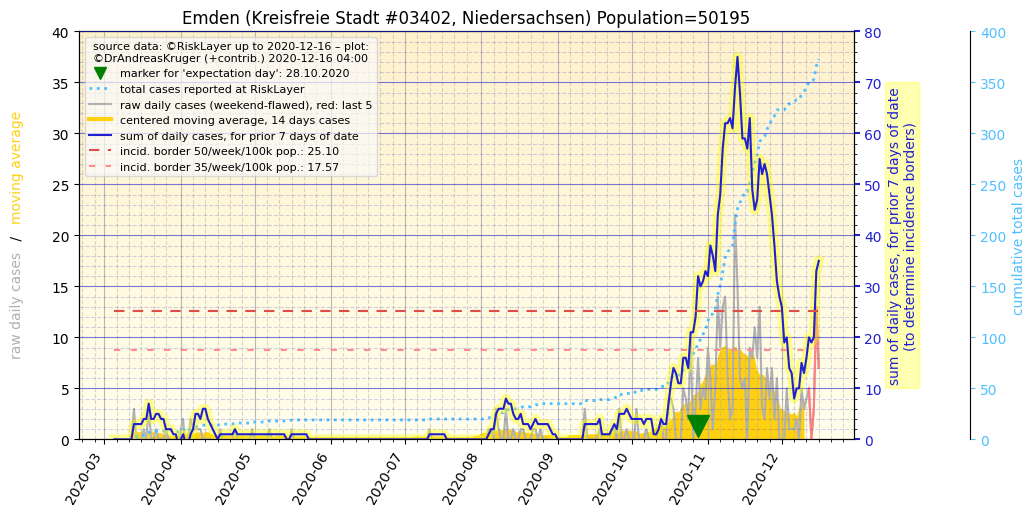 Emden (Kreisfreie Stadt #03402, Niedersachsen) Population=50195
source data: ©RiskLayer up to 2020-12-16 – plot:
©DrAndreasKruger (+contrib.) 2020-12-16 04:00
marker for 'expectation day': 28.10.2020
total cases reported at RiskLayer
raw daily cases (weekend-flawed), red: last 5
centered moving average, 14 days cases
sum of daily cases, for prior 7 days of date
incid. border 50/week/100k pop.: 25.10
incid. border 35/week/100k pop.: 17.57
raw daily cases / moving average
40
35
30
25
20
15
10
5
0
80
70
60
50
40
30
20
10
0
sum of daily cases, for prior 7 days of date
(to determine incidence borders)
400
350
300
250
200
150
100
50
0
cumulative total cases
2020-03
2020-04
2020-05
2020-06
2020-07
2020-08
2020-09
2020-10
2020-11
2020-12